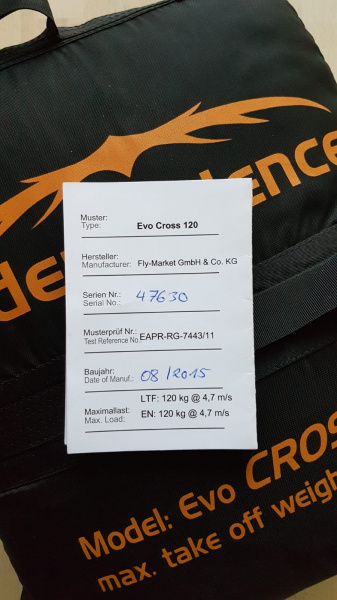 dence
de
Muster:
Type: Evo Cross 120
Hersteller:
Manufacturer: Fly-Market GmbH & Co. KG
Serien Nr.:
Serial No.: 47630
Musterprüf Nr.:
Test Reference No. EAPR-RG-7443/11
Baujahr:
Date of Manuf.: 08/2015
LTF: 120 kg @ 4,7 m/s
Maximallast:
Max. Load: EN: 120 kg @ 4,7 m/s
Model: Evo CROS
max. take off weigh